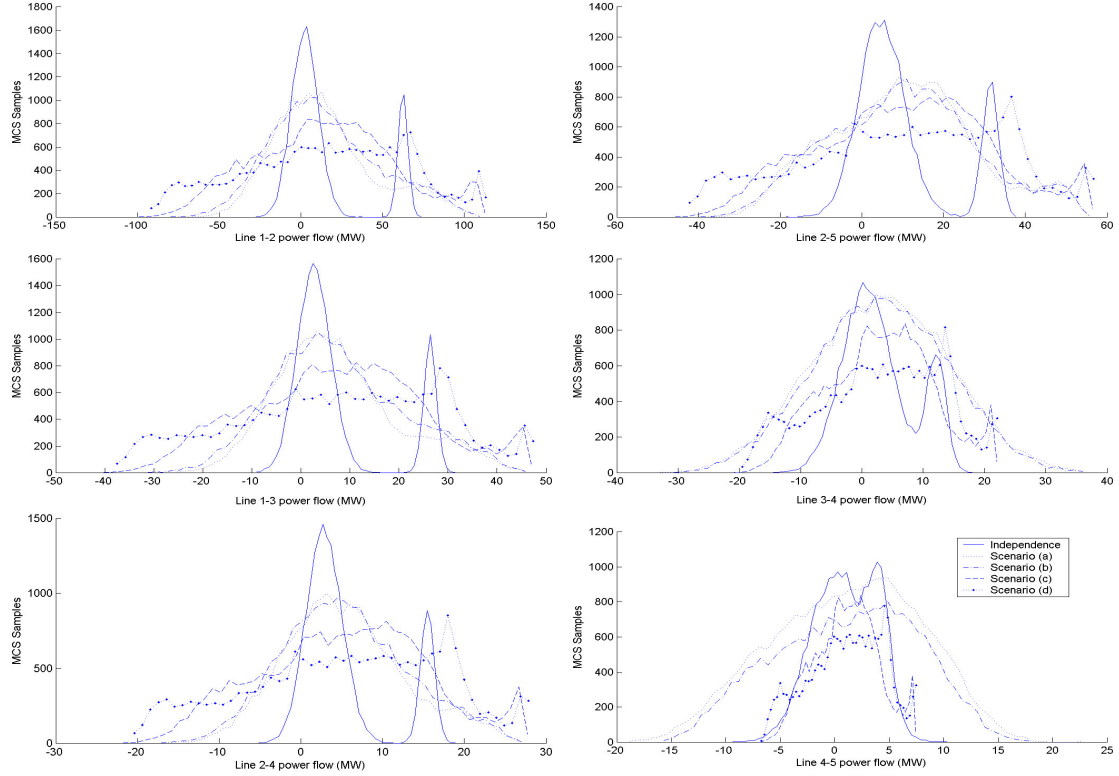 1800
1600
1400
1200
1000
800
600
400
200
0
MCS Samples
-150 -100 -50 0 50 100 150
Line 1-2 power flow (MW)
1400
1200
1000
800
600
400
200
0
MCS Samples
-60 -40 -20 0 20 40 60
Line 2-5 power flow (MW)
1600
1400
1200
1000
800
600
400
200
0
MCS Samples
-50 -40 -30 -20 -10 0 10 20 30 40 50
Line 1-3 power flow (MW)
1200
1000
800
600
400
200
0
MCS Samples
-40 -30 -20 -10 0 10 20 30 40
Line 3-4 power flow (MW)
1500
1000
500
0
MCS Samples
-30 -20 -10 0 10 20 30
Line 2-4 power flow (MW)
1200
1000
800
600
400
200
0
MCS Samples
-20 -15 -10 -5 0 5 10 15 20 25
Line 4-5 power flow (MW)
Independence
Scenario (a)
Scenario (b)
Scenario (c)
Scenario (d)